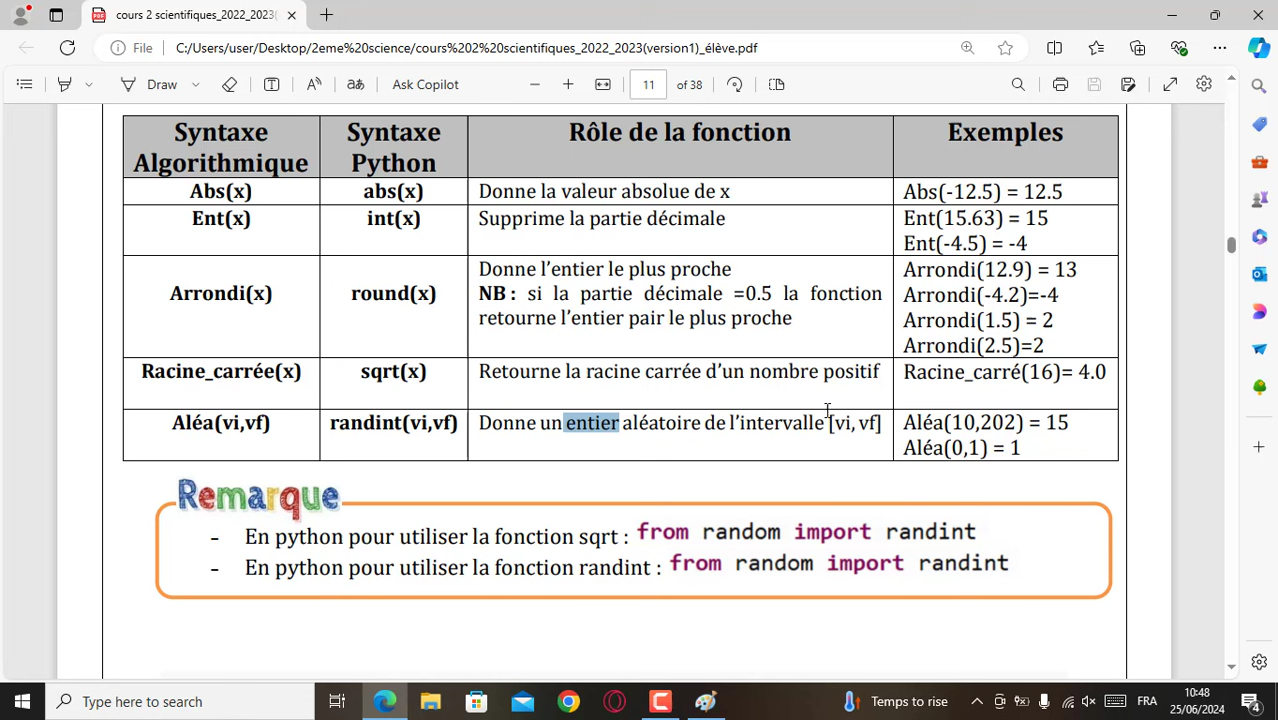 cours 2 scientifiques_2022_2023(
File
C:/Users/user/Desktop/2eme%20science/cours%202%20scientifiques_2022_2023(version1)_élève.pdf
Draw
aあ
Ask Copilot
11
of 38
Syntaxe Algorithmique
Syntaxe Python
Rôle de la fonction
Exemples
Abs(x)
abs(x)
Donne la valeur absolue de x
Abs(-12.5) = 12.5
Ent(x)
int(x)
Supprime la partie décimale
Ent(15.63) = 15
Ent(-4.5) = -4
Arrondi(x)
round(x)
Donne l’entier le plus proche
NB : si la partie décimale =0.5 la fonction
retourne l’entier pair le plus proche
Arrondi(12.9) = 13
Arrondi(-4.2)=-4
Arrondi(1.5) = 2
Arrondi(2.5)=2
Racine_carrée(x)
sqrt(x)
Retourne la racine carrée d’un nombre positif
Racine_carré(16)= 4.0
Aléa(vi,vf)
randint(vi,vf)
Donne un entier aléatoire de l’intervalle [vi, vf]
Aléa(10,202) = 15
Aléa(0,1) = 1
Remarque
- En python pour utiliser la fonction sqrt : from random import randint
- En python pour utiliser la fonction randint : from random import randint
Type here to search
Temps to rise
FRA
10:48
25/06/2024
4